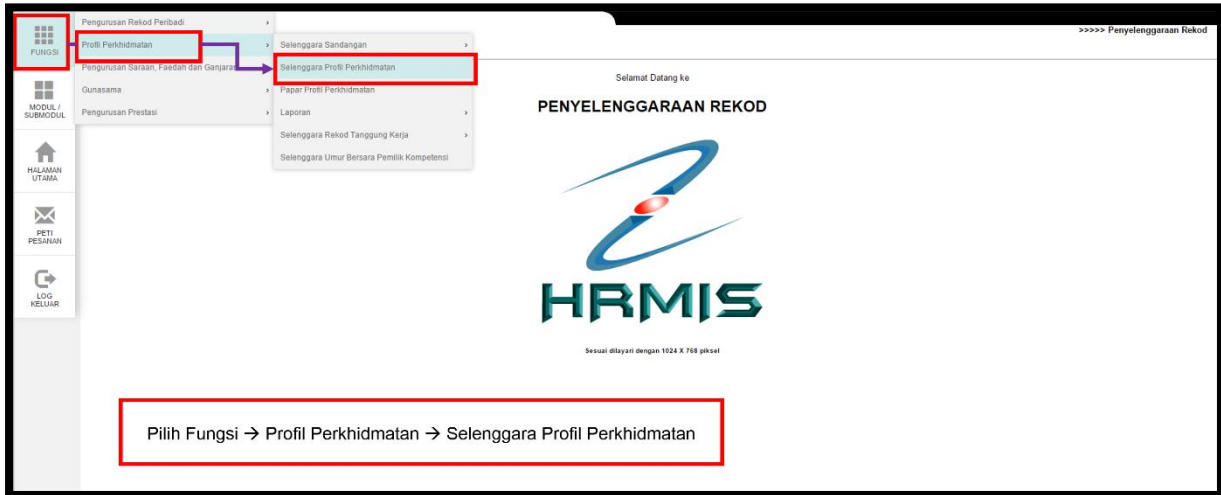 >>>>> Penyelenggaraan Rekod
FUNGSI
MODUL /
SUBMODUL
HALAMAN
UTAMA
PETI
PESANAN
LOG
KELUAR
Pengurusan Rekod Peribadi ›
Profil Perkhidmatan ›
Pengurusan Saraan, Faedah dan Ganjaran ›
Gunasama ›
Pengurusan Prestasi ›
Selenggara Sandangan ›
Selenggara Profil Perkhidmatan
Papar Profil Perkhidmatan
Laporan ›
Selenggara Rekod Tanggung Kerja ›
Selenggara Umur Bersara Pemilik Kompetensi
Selamat Datang ke
PENYELENGGARAAN REKOD
HRMIS
Sesuai dilayari dengan 1024 X 768 piksel
Pilih Fungsi → Profil Perkhidmatan → Selenggara Profil Perkhidmatan